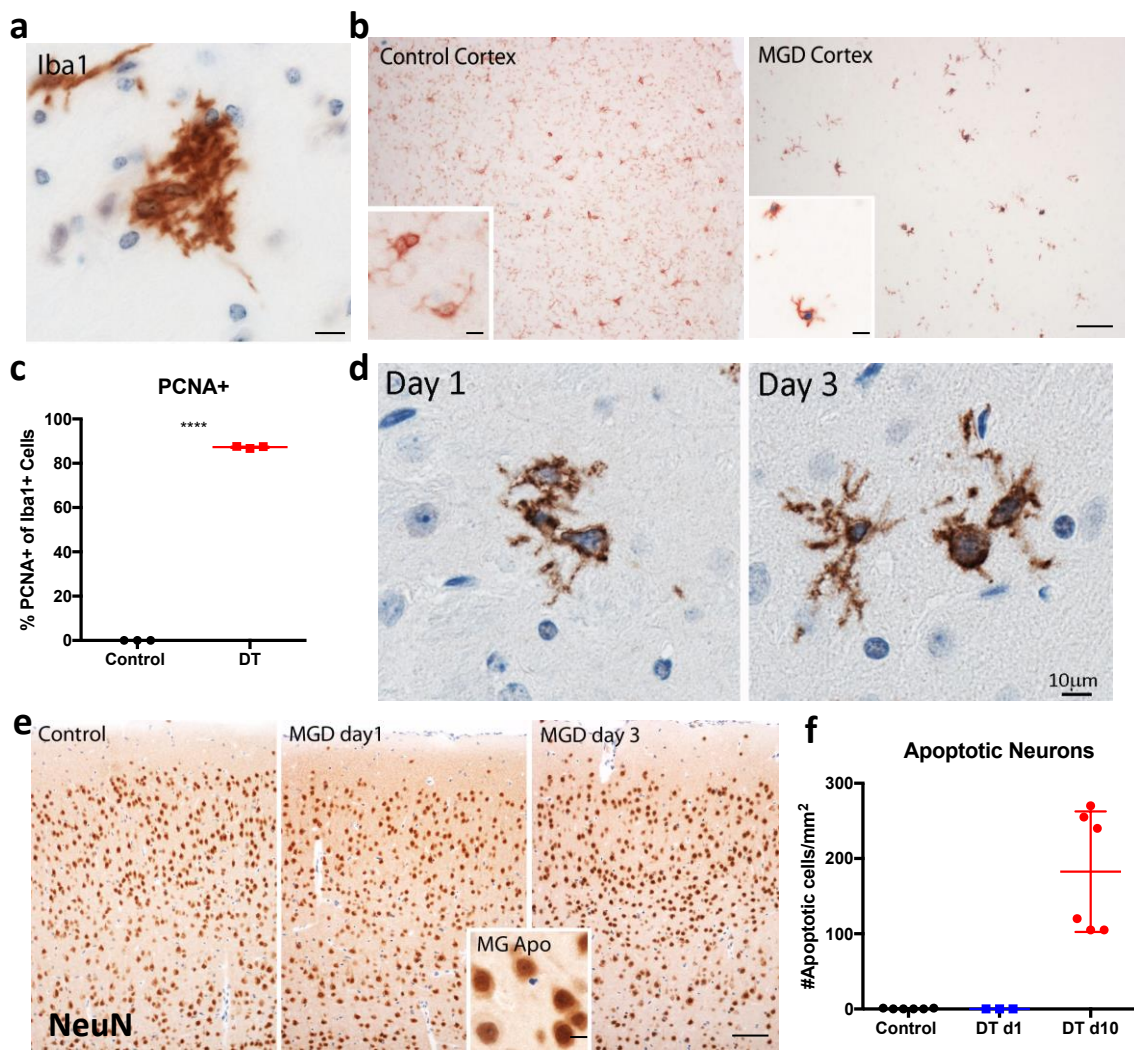 a
Iba1
b
Control Cortex
MGD Cortex
c
PCNA+
% PCNA+ of Iba1+ Cells
100
80
60
40
20
0
****
Control
DT
d
Day 1
Day 3
10μm
e
Control
MGD day1
MGD day 3
MG Apo
NeuN
f
Apoptotic Neurons
#Apoptotic cells/mm²
300
200
100
0
Control
DT d1
DT d10